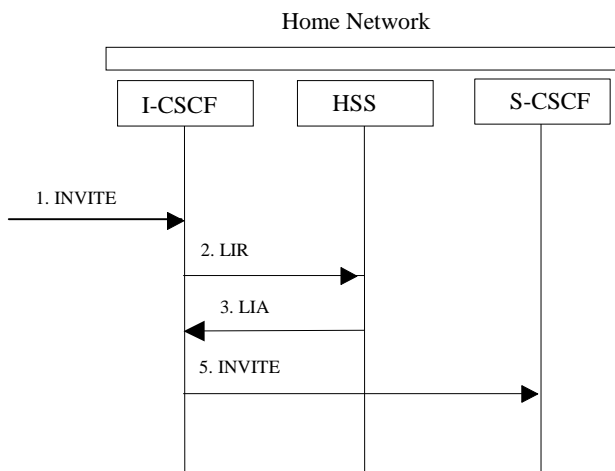 Home Network
I-CSCF
HSS
S-CSCF
1. INVITE
2. LIR
3. LIA
5. INVITE